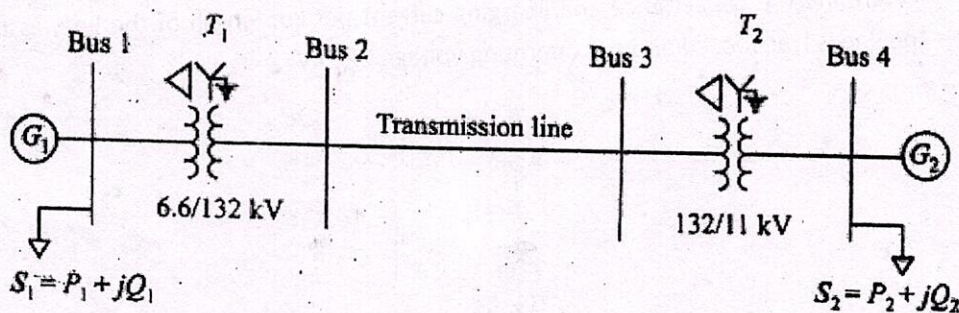 T₁
T₂
Bus 1
Bus 2
Bus 3
Bus 4
G₁
Transmission line
G₂
6.6/132 kV
132/11 kV
S₁ = P₁ + jQ₁
S₂ = P₂ + jQ₂